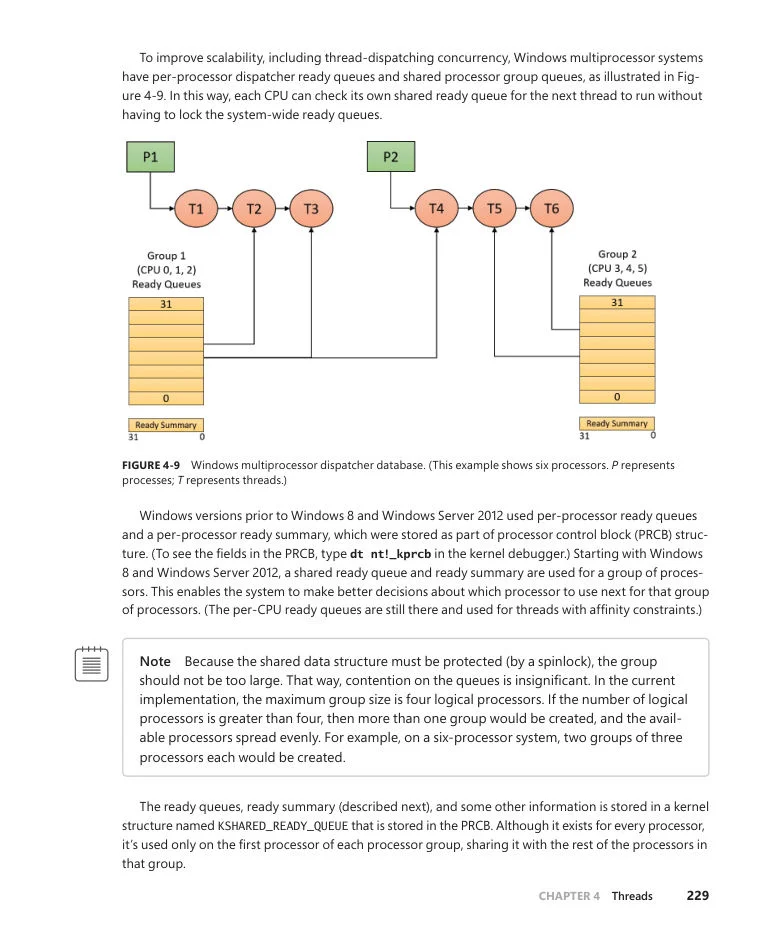 To improve scalability, including thread-dispatching concurrency, Windows multiprocessor systems
have per-processor dispatcher ready queues and shared processor group queues, as illustrated in Fig-
ure 4-9. In this way, each CPU can check its own shared ready queue for the next thread to run without
having to lock the system-wide ready queues.
P1
P2
T1
T2
T3
T4
T5
T6
Group 1
(CPU 0, 1, 2)
Ready Queues
31
0
Ready Summary
31 0
Group 2
(CPU 3, 4, 5)
Ready Queues
31
0
Ready Summary
31 0
FIGURE 4-9 Windows multiprocessor dispatcher database. (This example shows six processors. P represents
processes; T represents threads.)
Windows versions prior to Windows 8 and Windows Server 2012 used per-processor ready queues
and a per-processor ready summary, which were stored as part of processor control block (PRCB) struc-
ture. (To see the fields in the PRCB, type dt nt!_kprcb in the kernel debugger.) Starting with Windows
8 and Windows Server 2012, a shared ready queue and ready summary are used for a group of proces-
sors. This enables the system to make better decisions about which processor to use next for that group
of processors. (The per-CPU ready queues are still there and used for threads with affinity constraints.)
Note Because the shared data structure must be protected (by a spinlock), the group
should not be too large. That way, contention on the queues is insignificant. In the current
implementation, the maximum group size is four logical processors. If the number of logical
processors is greater than four, then more than one group would be created, and the avail-
able processors spread evenly. For example, on a six-processor system, two groups of three
processors each would be created.
The ready queues, ready summary (described next), and some other information is stored in a kernel
structure named KSHARED_READY_QUEUE that is stored in the PRCB. Although it exists for every processor,
it's used only on the first processor of each processor group, sharing it with the rest of the processors in
that group.
CHAPTER 4 Threads 229